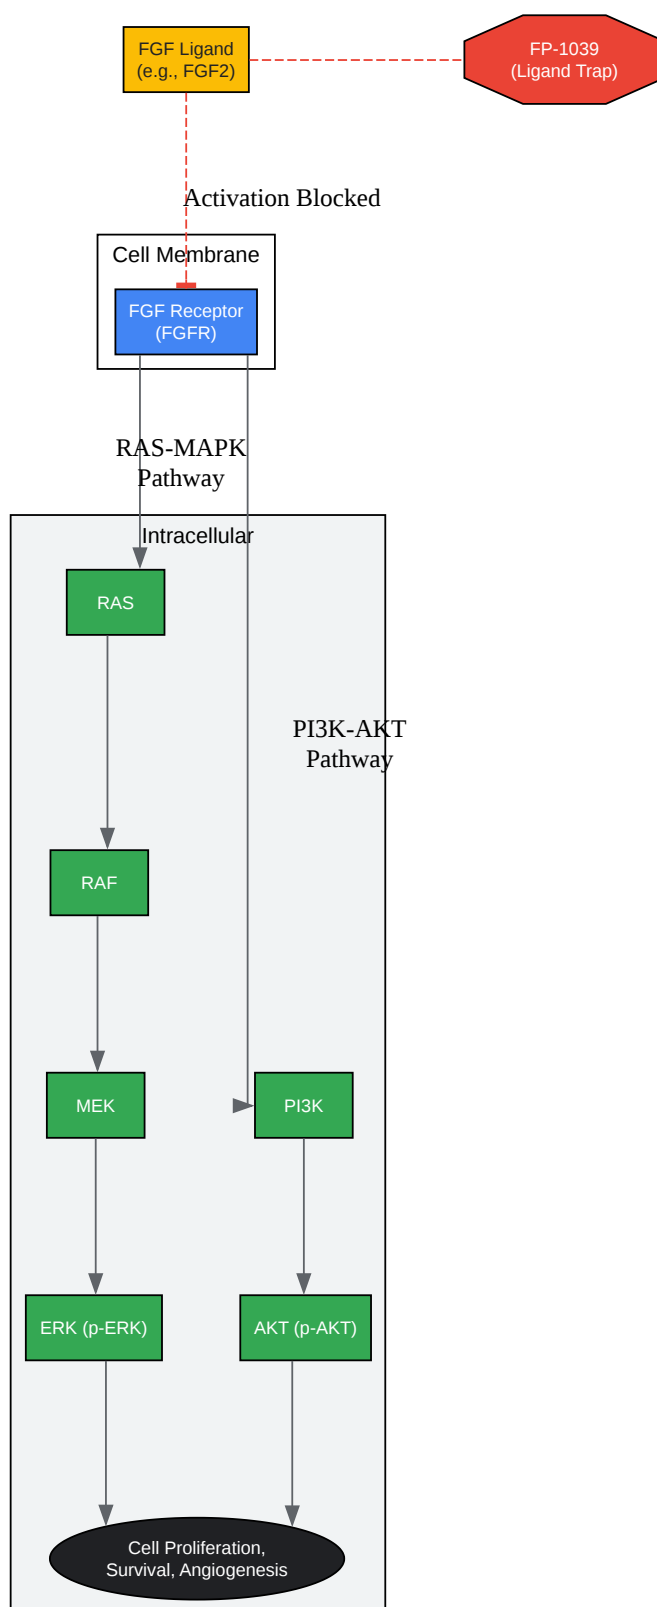 FGF Ligand
(e.g., FGF2)
FP-1039
(Ligand Trap)
Activation Blocked
Cell Membrane
FGF Receptor
(FGFR)
RAS-MAPK
Pathway
Intracellular
RAS
PI3K-AKT
Pathway
RAF
MEK
PI3K
ERK (p-ERK)
AKT (p-AKT)
Cell Proliferation,
Survival, Angiogenesis